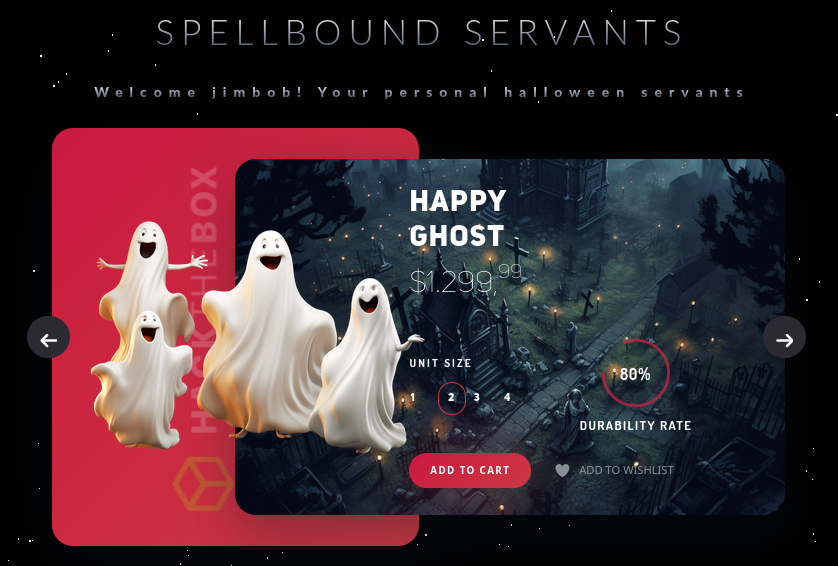 SPELLBOUND SERVANTS
Welcome jimbob! Your personal halloween servants
HACKTHEBOX
HAPPY
GHOST
$1.299,99
UNIT SIZE
1 2 3 4
80%
DURABILITY RATE
ADD TO CART
ADD TO WISHLIST